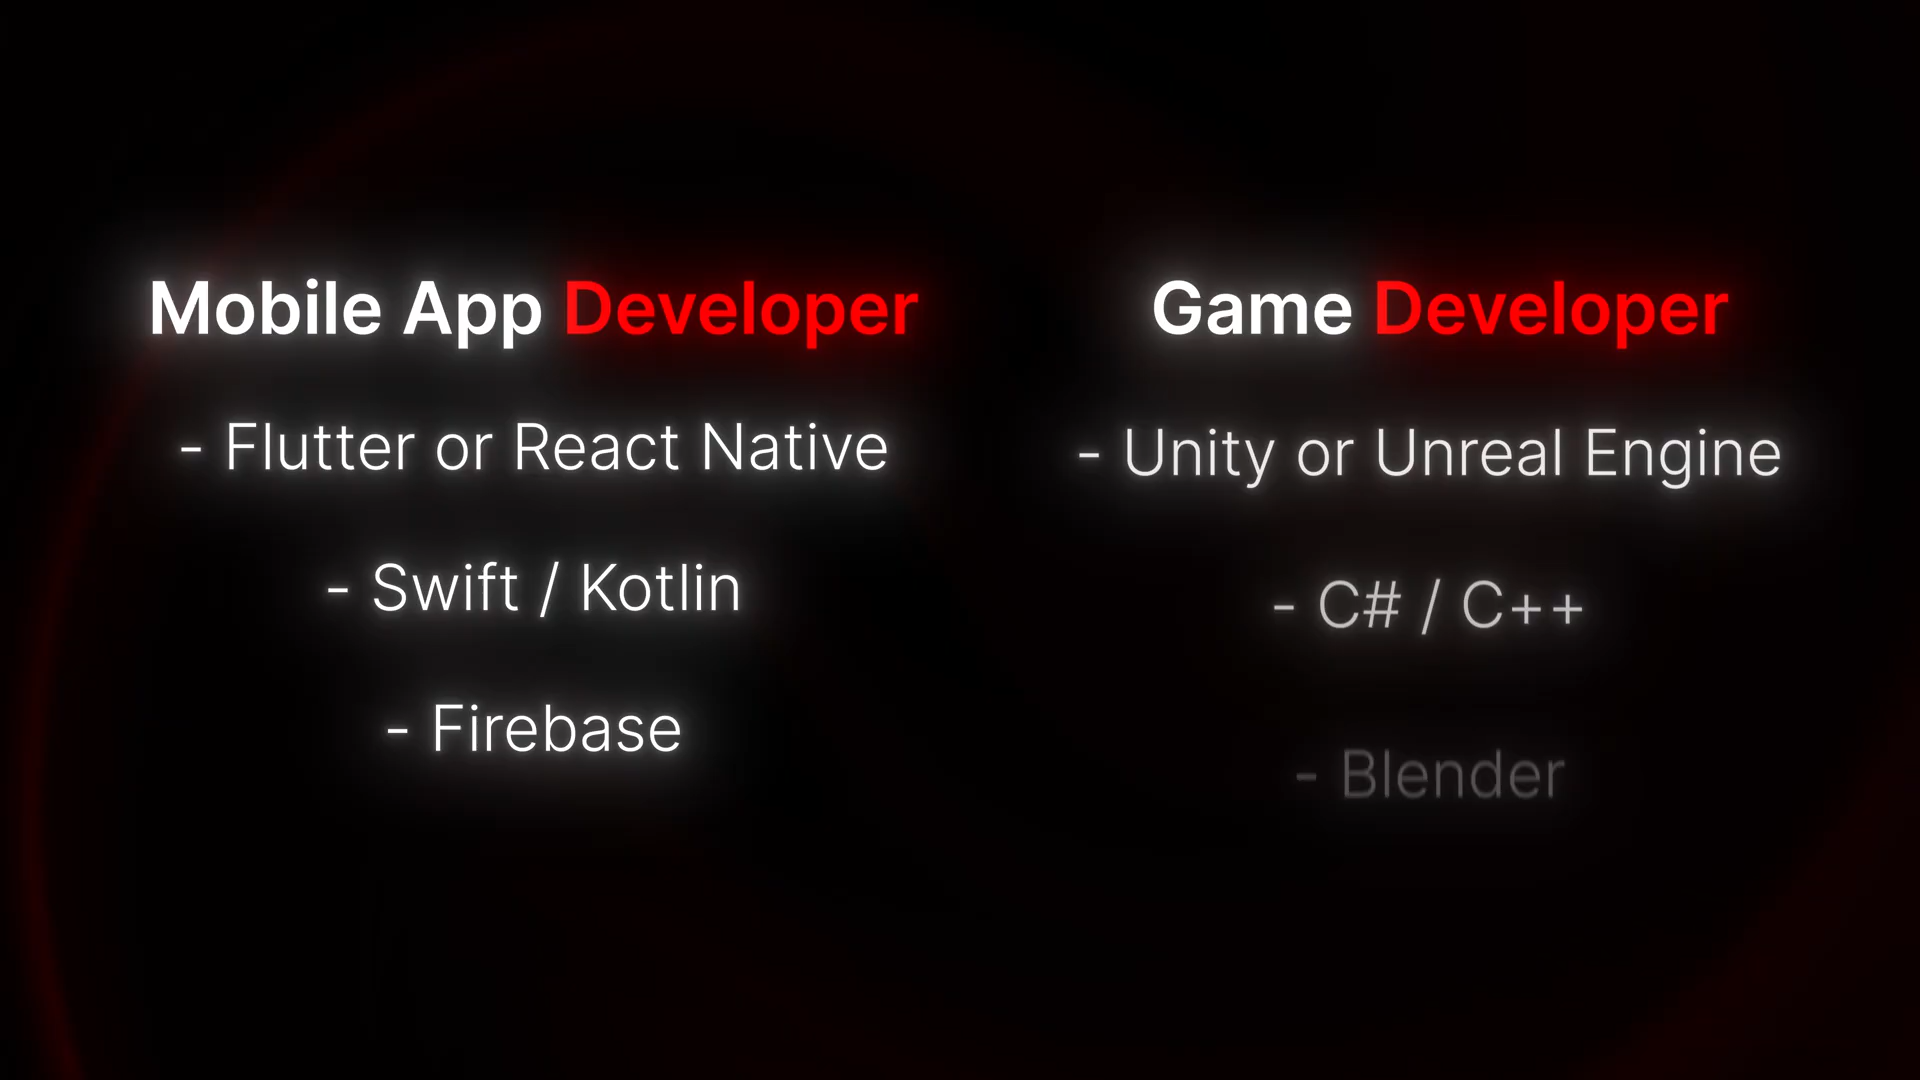 Mobile App Developer
- Flutter or React Native
- Swift / Kotlin
- Firebase
Game Developer
- Unity or Unreal Engine
- C# / C++
- Blender